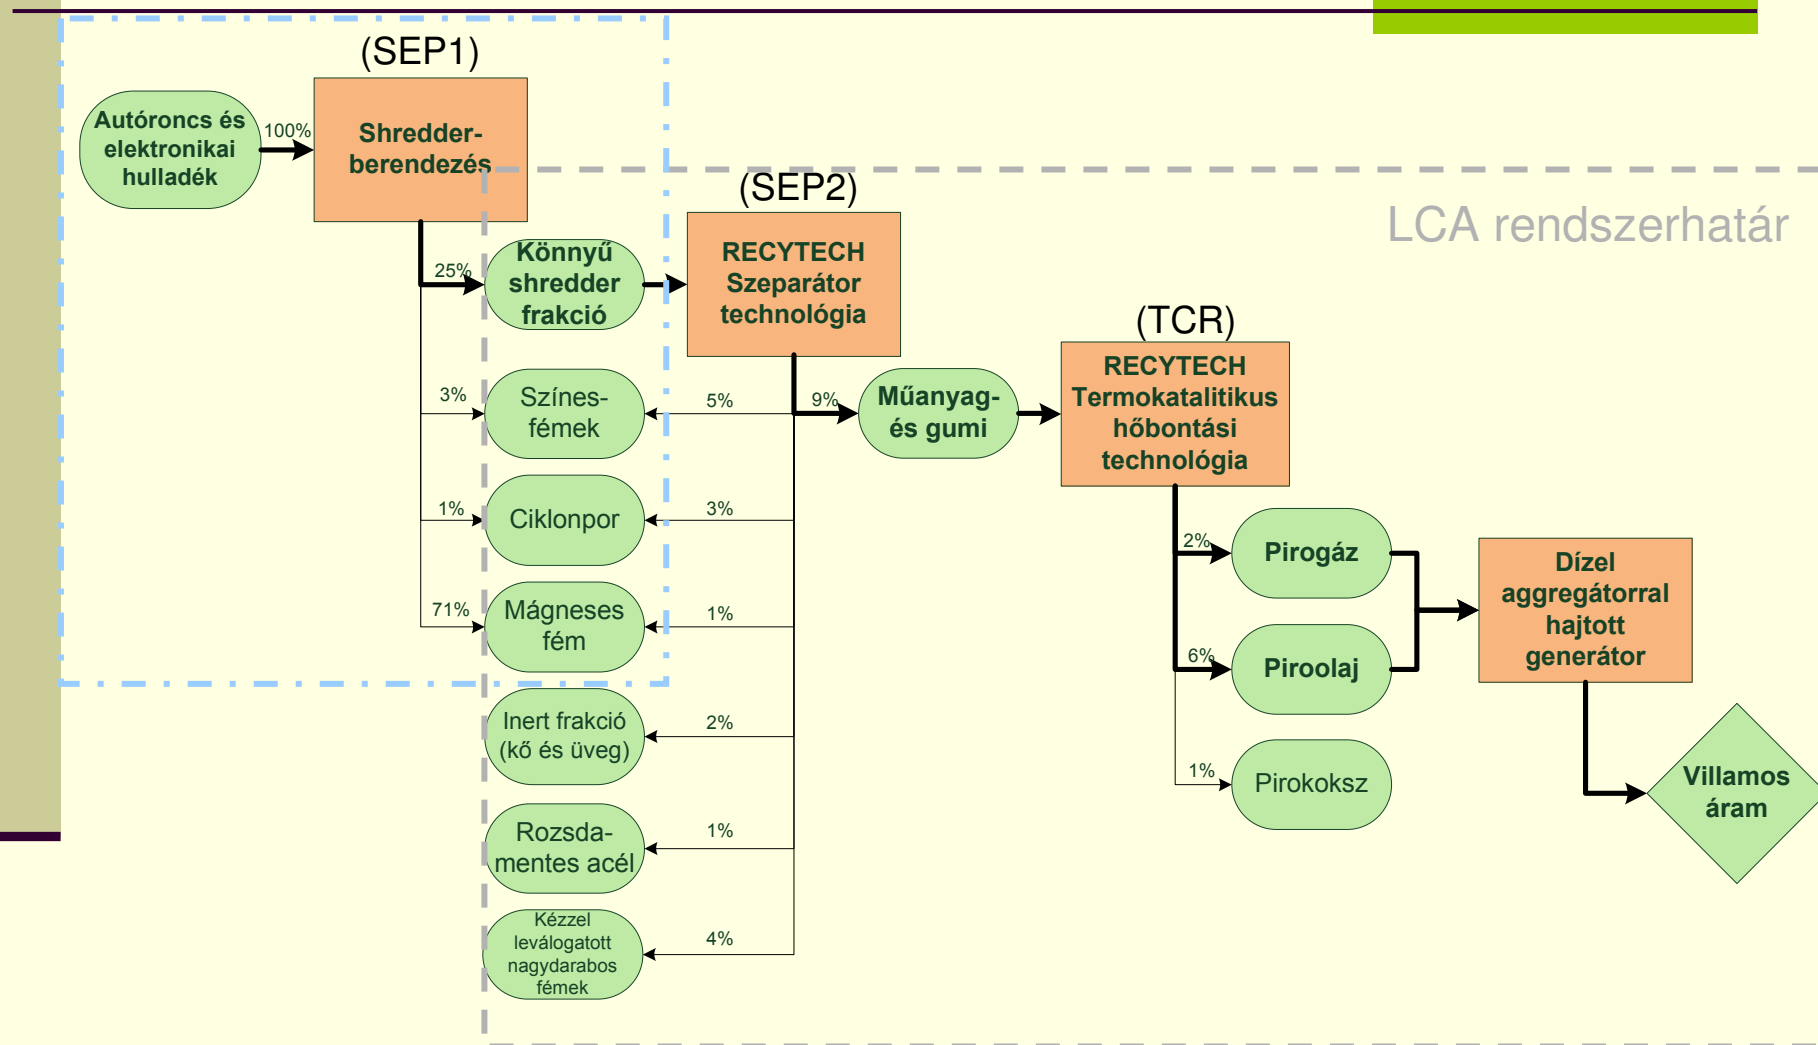 (SEP1)
Autóroncs és
elektronikai
hulladék
100%
Shredder-
berendezés
(SEP2)
LCA rendszerhatár
25%
Könnyű
shredder
frakció
RECYTECH
Szeparátor
technológia
(TCR)
3%
Színes-
fémek
5%
9%
Műanyag-
és gumi
RECYTECH
Termokatalitikus
hőbontási
technológia
1%
Ciklonpor
3%
2%
Pirogáz
Dízel
aggregátorral
hajtott
generátor
71%
Mágneses
fém
1%
6%
Piroolaj
Inert frakció
(kő és üveg)
2%
1%
Pirokoksz
Villamos
áram
Rozsda-
mentes acél
1%
Kézzel
leválogatott
nagydarabos
fémek
4%